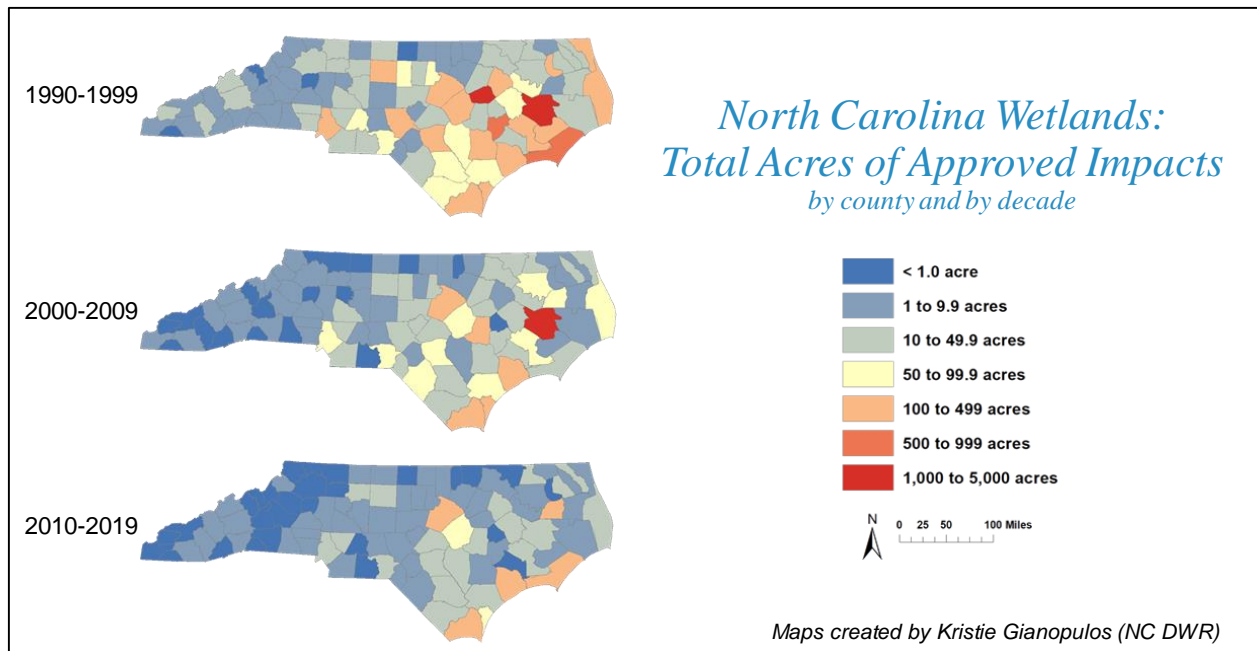 1990-1999
2000-2009
2010-2019
North Carolina Wetlands:
Total Acres of Approved Impacts
by county and by decade
< 1.0 acre
1 to 9.9 acres
10 to 49.9 acres
50 to 99.9 acres
100 to 499 acres
500 to 999 acres
1,000 to 5,000 acres
N
0 25 50 100 Miles
Maps created by Kristie Gianopulos (NC DWR)